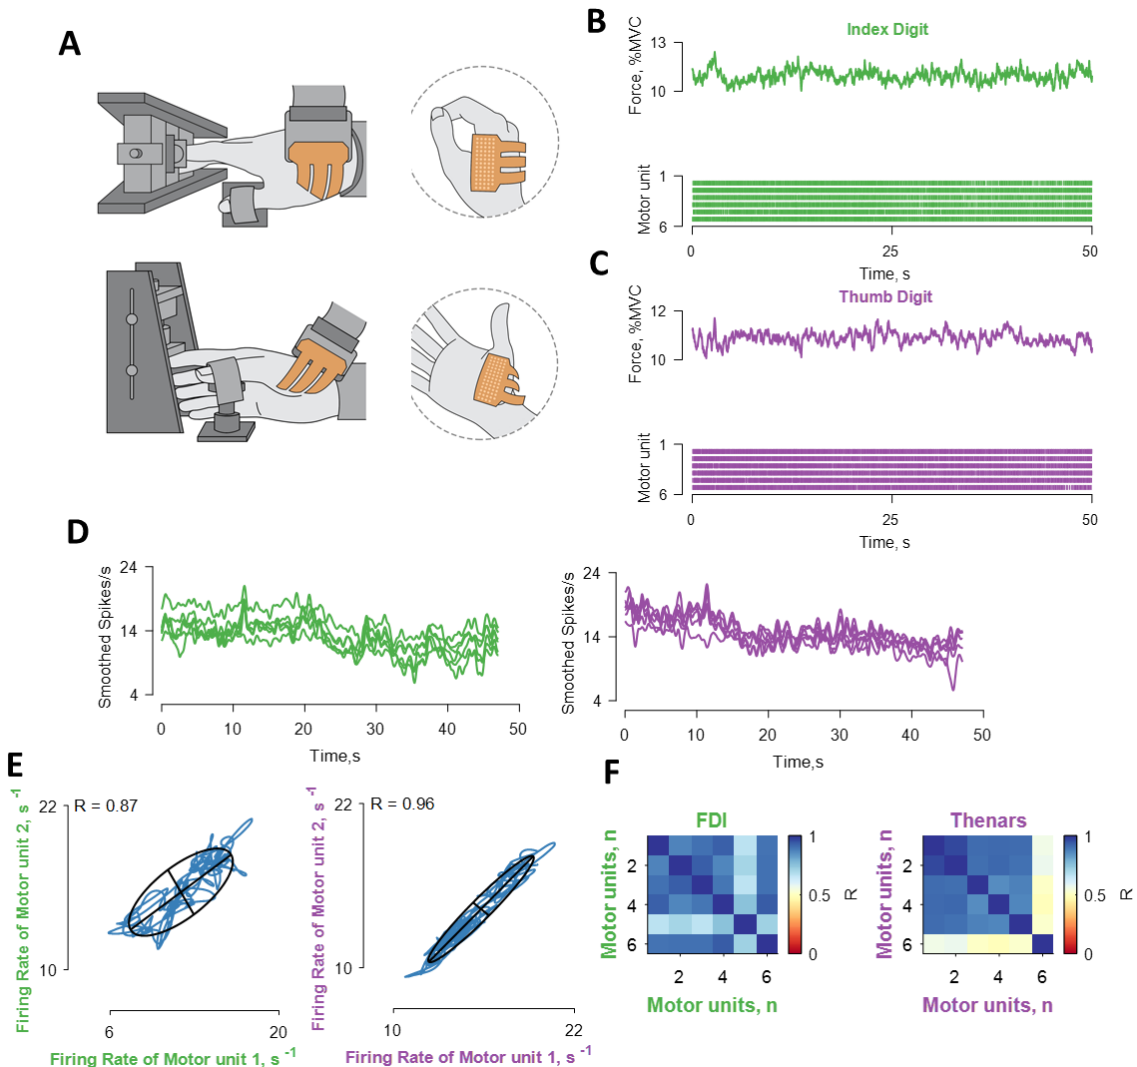 A
B
Index Digit
Force, %MVC
13
10
Motor unit
1
6
0
25
50
Time, s
C
Thumb Digit
Force, %MVC
12
10
Motor unit
1
6
0
25
50
Time, s
D
Smoothed Spikes/s
24
14
4
0
10
20
30
40
50
Time,s
Smoothed Spikes/s
24
14
4
0
10
20
30
40
50
Time,s
E
Firing Rate of Motor unit 2, s -1
22
R = 0.87
10
6
20
Firing Rate of Motor unit 1, s -1
Firing Rate of Motor unit 2, s -1
22
R = 0.96
10
10
22
Firing Rate of Motor unit 1, s -1
F
FDI
Motor units, n
2
4
6
2
4
6
Motor units, n
1
0.5
0
R
Thenars
Motor units, n
2
4
6
2
4
6
Motor units, n
1
0.5
0
R